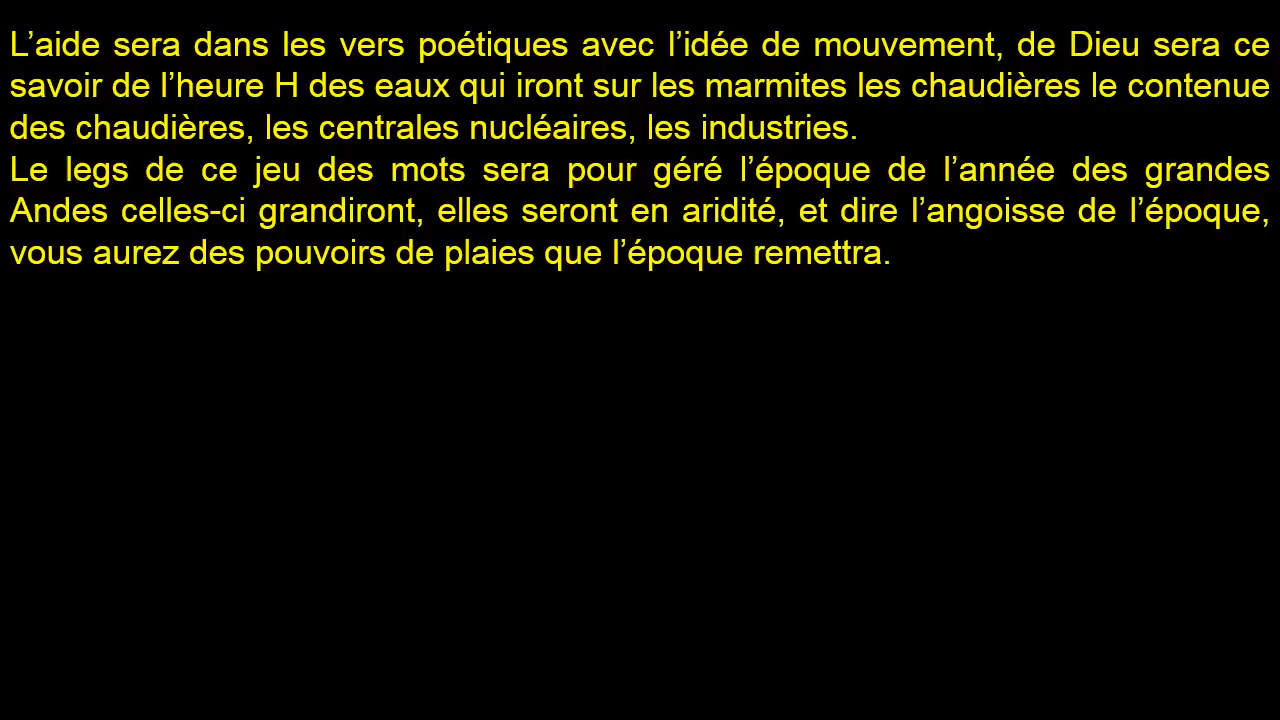 L’aide sera dans les vers poétiques avec l’idée de mouvement, de Dieu sera ce
savoir de l’heure H des eaux qui iront sur les marmites les chaudières le contenue
des chaudières, les centrales nucléaires, les industries.
Le legs de ce jeu des mots sera pour géré l’époque de l’année des grandes
Andes celles-ci grandiront, elles seront en aridité, et dire l’angoisse de l’époque,
vous aurez des pouvoirs de plaies que l’époque remettra.